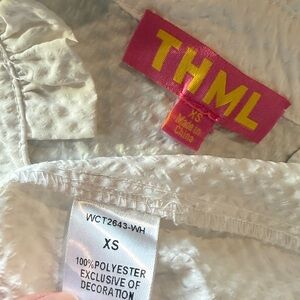 THML
XS
Made in
China
WCT2643-WH
XS
100%POLYESTER
EXCLUSIVE OF
DECORATION